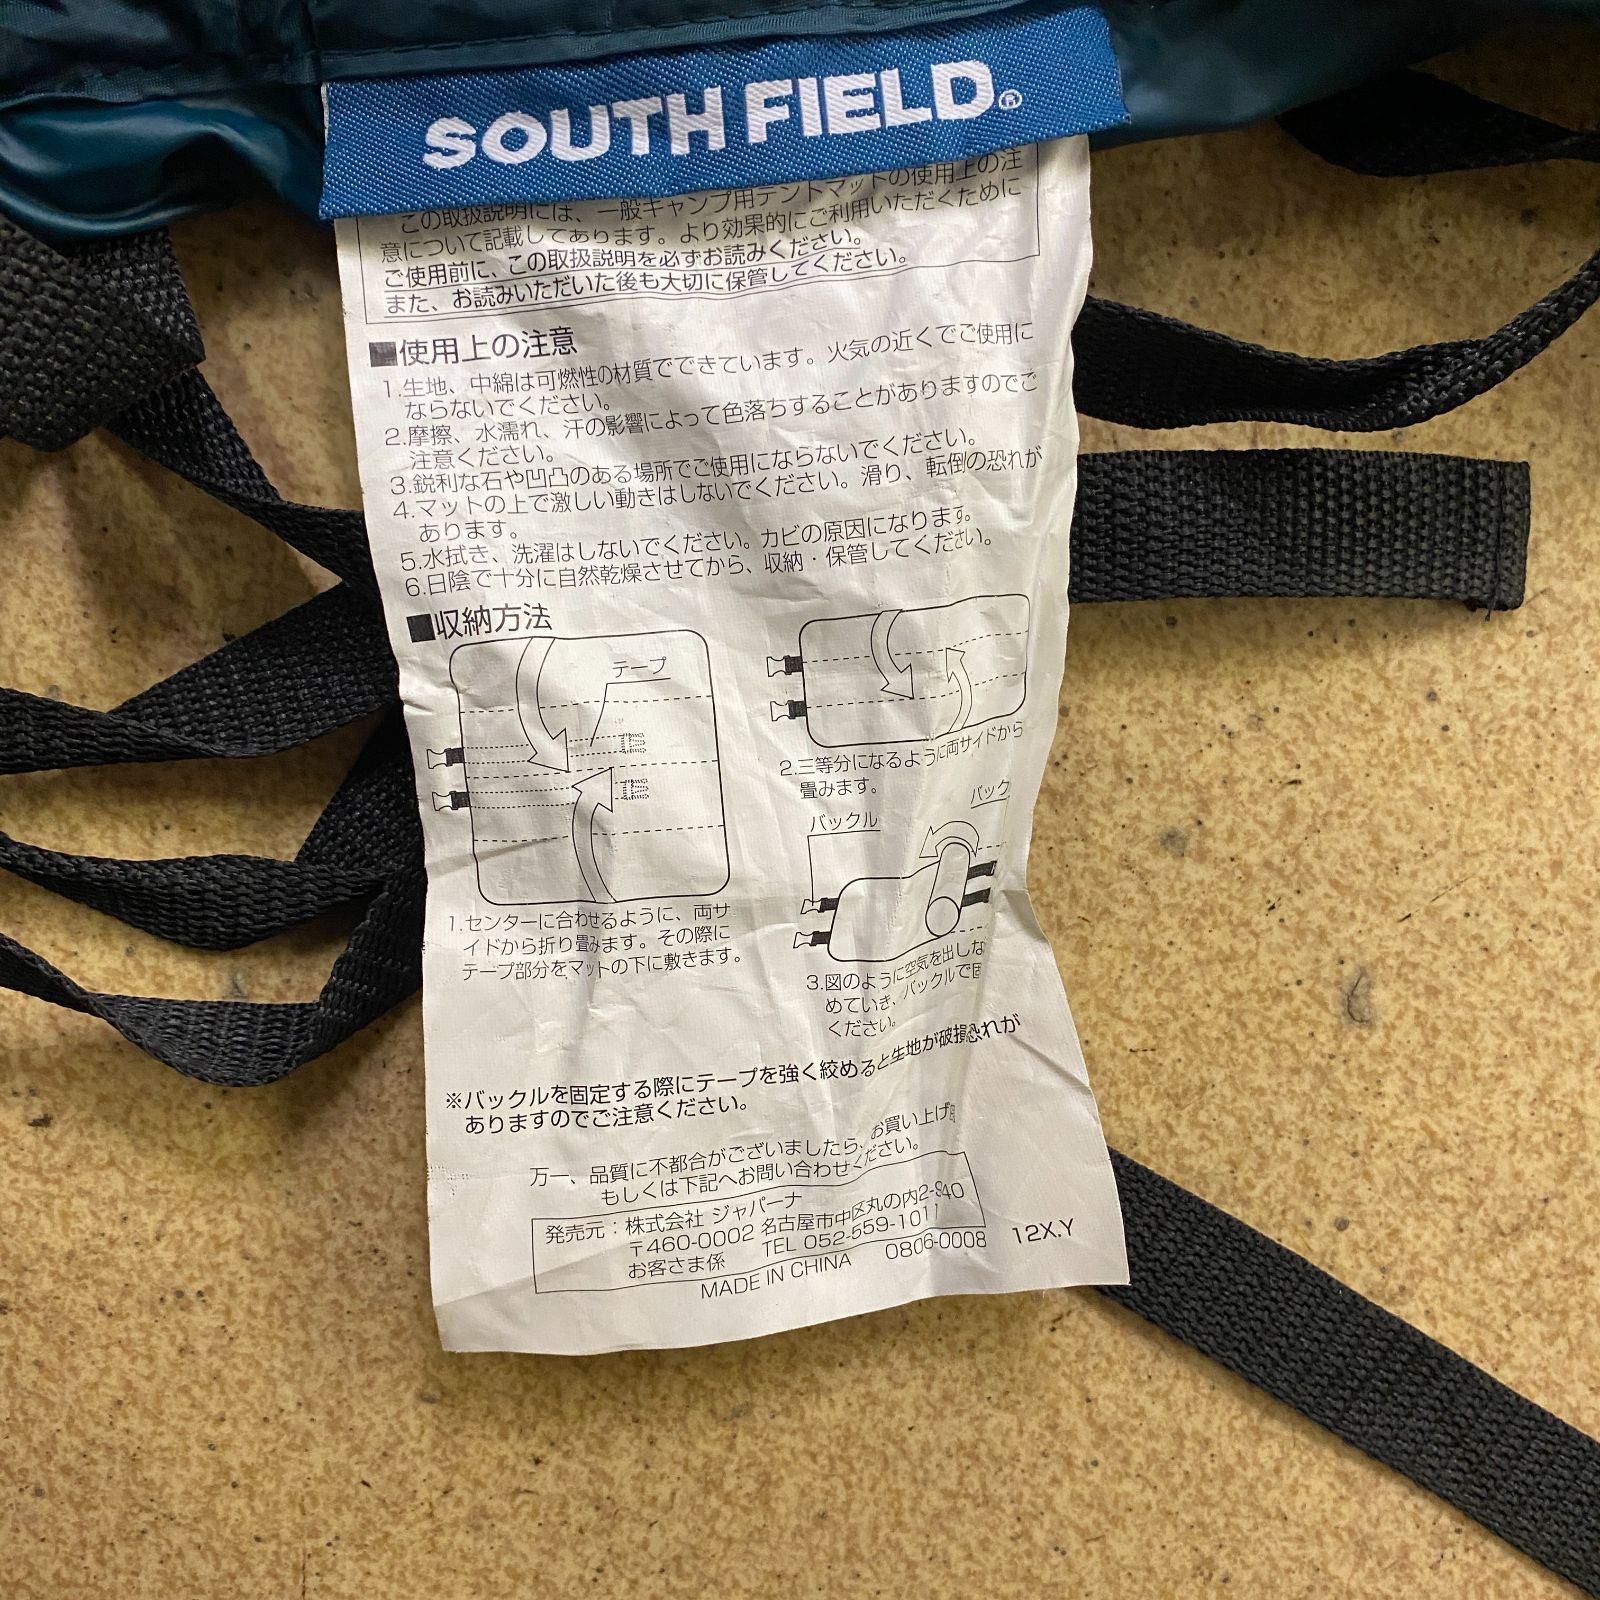 SOUTH FIELD®
この取扱説明には、一般キャンプ用テントマットの使用上の注
意について記載してあります。より効果的にご利用いただくために
ご使用前に、この取扱説明を必ずお読みください。
また、お読みいただいた後も大切に保管してください。
■使用上の注意
1.生地、中綿は可燃性の材質でできています。火気の近くでご使用に
ならないでください。
2.摩擦、水濡れ、汗の影響によって色落ちすることがありますのでご
注意ください。
3.鋭利な石や凹凸のある場所でご使用にならないでください。
4.マットの上で激しい動きはしないでください。滑り、転倒の恐れが
あります。
5.水拭き、洗濯はしないでください。カビの原因になります。
6.日陰で十分に自然乾燥させてから、収納・保管してください。
■収納方法
テープ
1.センターに合わせるように、両サ
イドから折り畳みます。その際に
テープ部分をマットの下に敷きます。
2.三等分になるように両サイドから
畳みます。
バックル
バック
3.図のように空気を出しな
めていき、バックルで固
ください。
※バックルを固定する際にテープを強く絞めると生地が破損恐れが
ありますのでご注意ください。
万一、品質に不都合がございましたら、お買い上げ
もしくは下記へお問い合わせください。
発売元：株式会社 ジャパーナ
〒460-0002 名古屋市中区丸の内2-940
お客さま係 TEL 052-559-1011
MADE IN CHINA 0806-0008 12X.Y